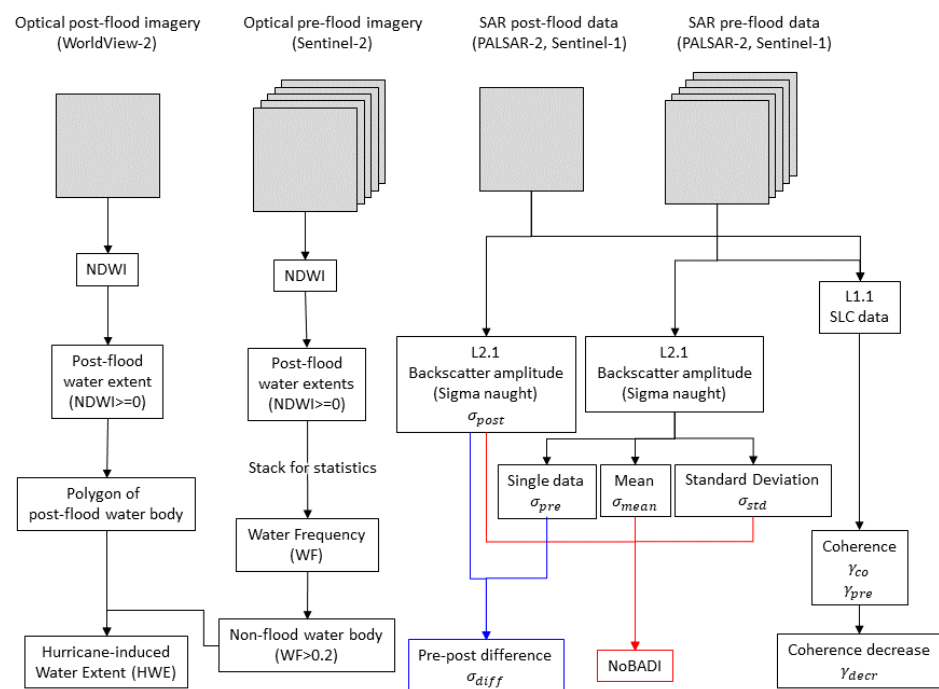 Optical post-flood imagery
(WorldView-2)
Optical pre-flood imagery
(Sentinel-2)
SAR post-flood data
(PALSAR-2, Sentinel-1)
SAR pre-flood data
(PALSAR-2, Sentinel-1)
NDWI
NDWI
L1.1
SLC data
Post-flood
water extent
(NDWI>=0)
Post-flood
water extents
(NDWI>=0)
L2.1
Backscatter amplitude
(Sigma naught)
σpost
L2.1
Backscatter amplitude
(Sigma naught)
Stack for statistics
Polygon of
post-flood water body
Single data
σpre
Mean
σmean
Standard Deviation
σstd
Water Frequency
(WF)
Coherence
γco
γpre
Non-flood water body
(WF>0.2)
Hurricane-induced
Water Extent (HWE)
Pre-post difference
σdiff
NoBADI
Coherence decrease
γdecr